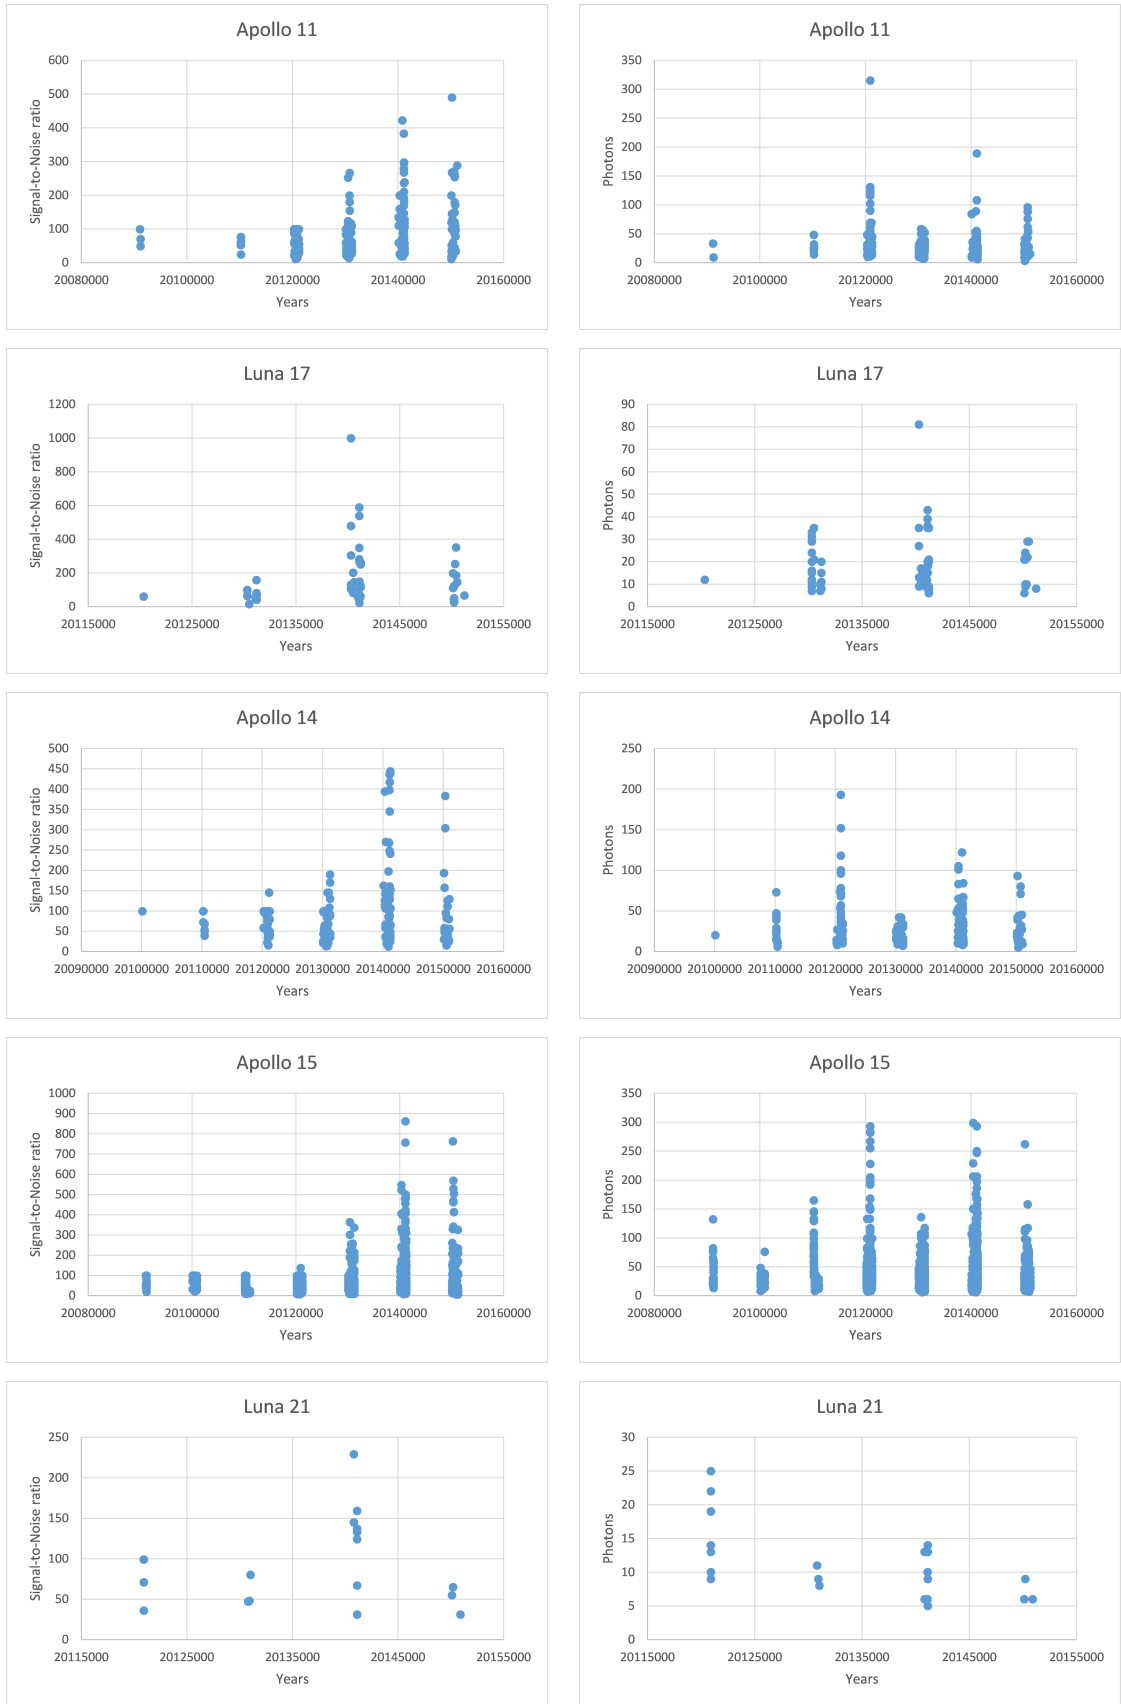 Apollo 11
Signal-to-Noise ratio
600
500
400
300
200
100
0
20080000 20100000 20120000 20140000 20160000
Years
Apollo 11
Photons
350
300
250
200
150
100
50
0
20080000 20100000 20120000 20140000 20160000
Years
Luna 17
Signal-to-Noise ratio
1200
1000
800
600
400
200
0
20115000 20125000 20135000 20145000 20155000
Years
Luna 17
Photons
90
80
70
60
50
40
30
20
10
0
20115000 20125000 20135000 20145000 20155000
Years
Apollo 14
Signal-to-Noise ratio
500
450
400
350
300
250
200
150
100
50
0
20090000 20100000 20110000 20120000 20130000 20140000 20150000 20160000
Years
Apollo 14
Photons
250
200
150
100
50
0
20090000 20100000 20110000 20120000 20130000 20140000 20150000 20160000
Years
Apollo 15
Signal-to-Noise ratio
1000
900
800
700
600
500
400
300
200
100
0
20080000 20100000 20120000 20140000 20160000
Years
Apollo 15
Photons
350
300
250
200
150
100
50
0
20080000 20100000 20120000 20140000 20160000
Years
Luna 21
Signal-to-Noise ratio
250
200
150
100
50
0
20115000 20125000 20135000 20145000 20155000
Years
Luna 21
Photons
30
25
20
15
10
5
0
20115000 20125000 20135000 20145000 20155000
Years